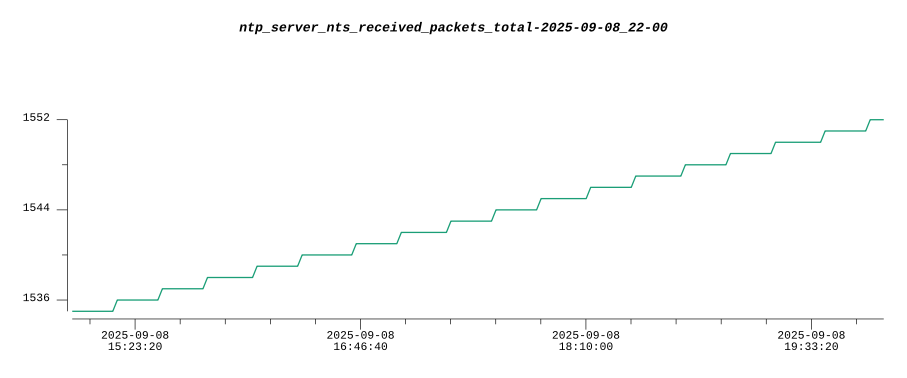 ntp_server_nts_received_packets_total-2025-09-08_22-00
1552
1544
1536
2025-09-08 2025-09-08 2025-09-08 2025-09-08
15:23:20 16:46:40 18:10:00 19:33:20